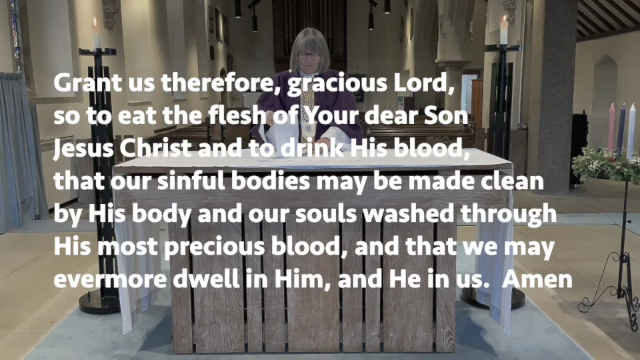 Grant us therefore, gracious Lord,
so to eat the flesh of Your dear Son
Jesus Christ and to drink His blood,
that our sinful bodies may be made clean
by His body and our souls washed through
His most precious blood, and that we may
evermore dwell in Him, and He in us.  Amen